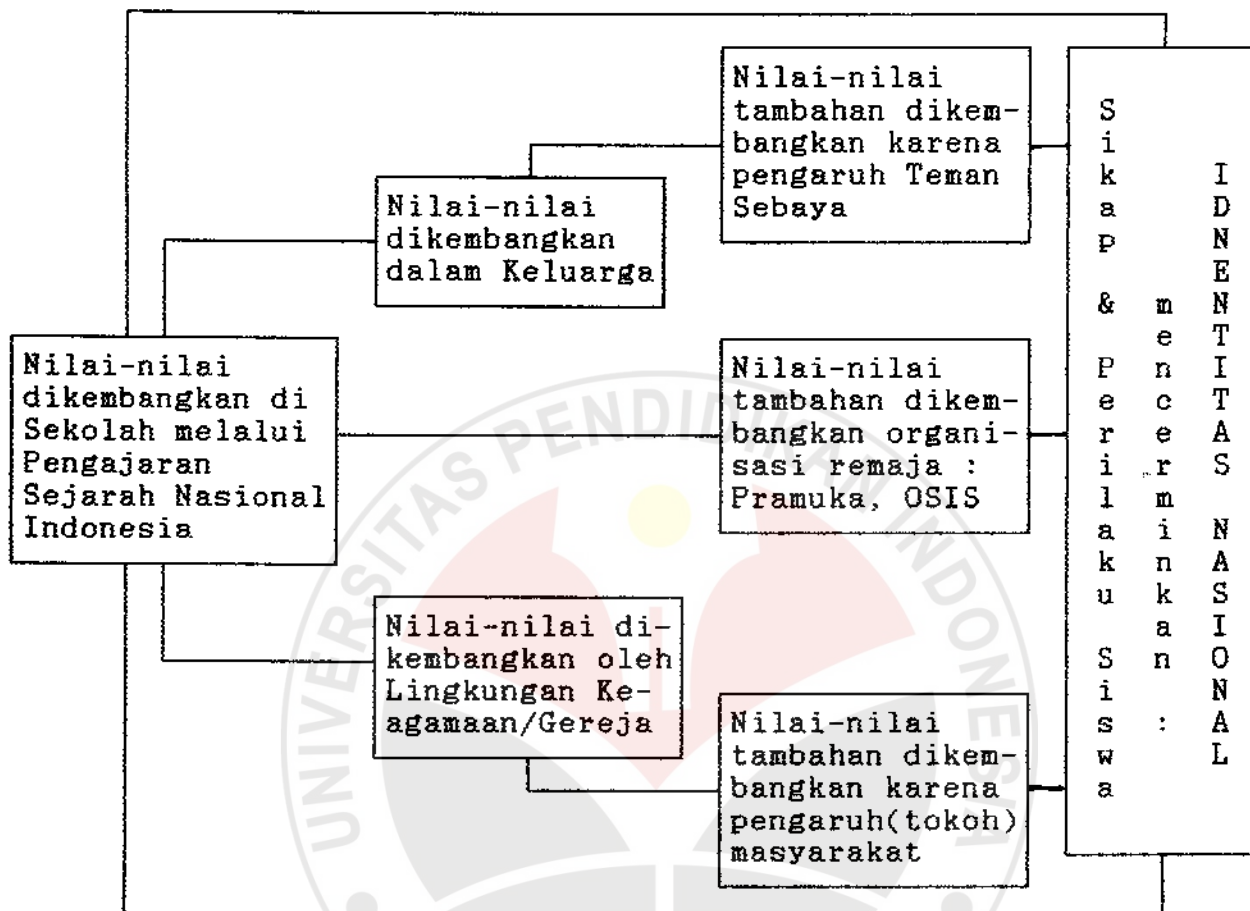 Nilai-nilai
tambahan dikem-
bangkan karena
pengaruh Teman
Sebaya
Nilai-nilai
dikembangkan
dalam Keluarga
Nilai-nilai
dikembangkan di
Sekolah melalui
Pengajaran
Sejarah Nasional
Indonesia
Nilai-nilai
tambahan dikem-
bangkan organi-
sasi remaja :
Pramuka, OSIS
Nilai-nilai di-
kembangkan oleh
Lingkungan Ke-
agamaan/Gereja
Nilai-nilai
tambahan dikem-
bangkan karena
pengaruh(tokoh)
masyarakat
Sikap & Perilaku Siswa
mencerminkan :
IDNENTITAS NASIONAL
UNIVERSITAS PENDIDIKAN INDONESIA